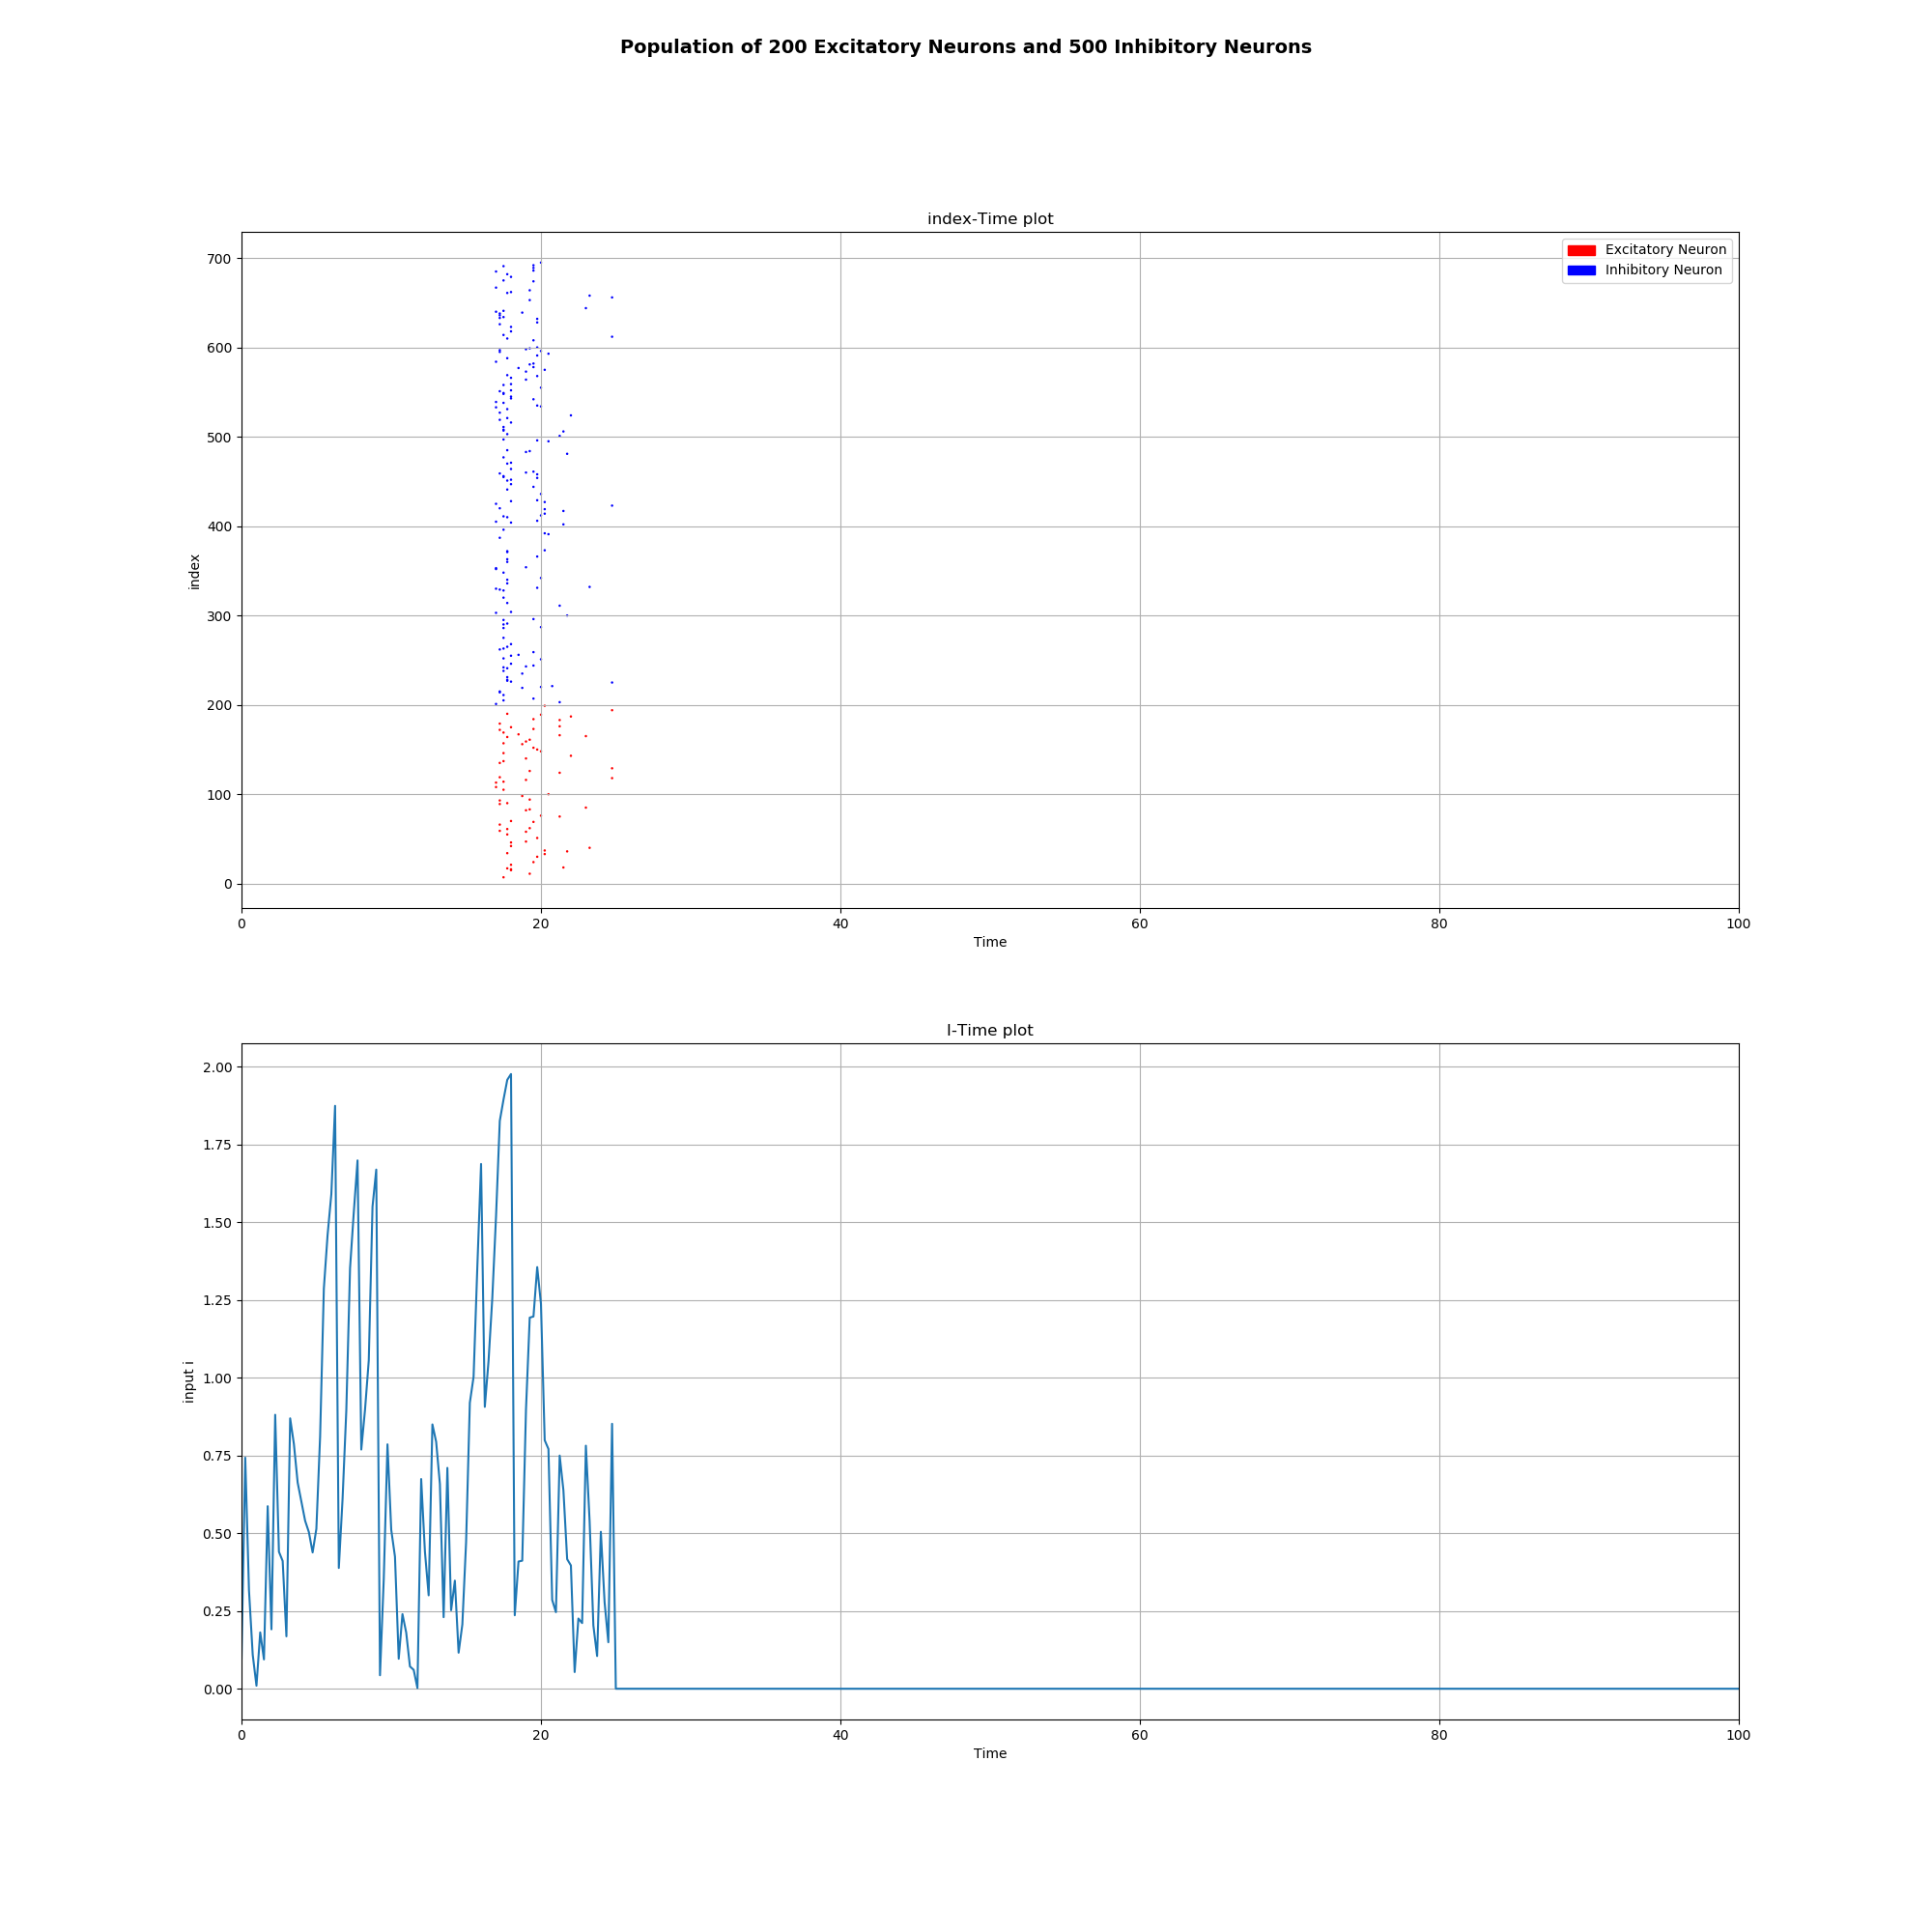 Population of 200 Excitatory Neurons and 500 Inhibitory Neurons
index-Time plot
Excitatory Neuron
Inhibitory Neuron
700
600
500
400
300
200
100
0
index
0 20 40 60 80 100
Time
I-Time plot
2.00
1.75
1.50
1.25
1.00
0.75
0.50
0.25
0.00
input i
0 20 40 60 80 100
Time